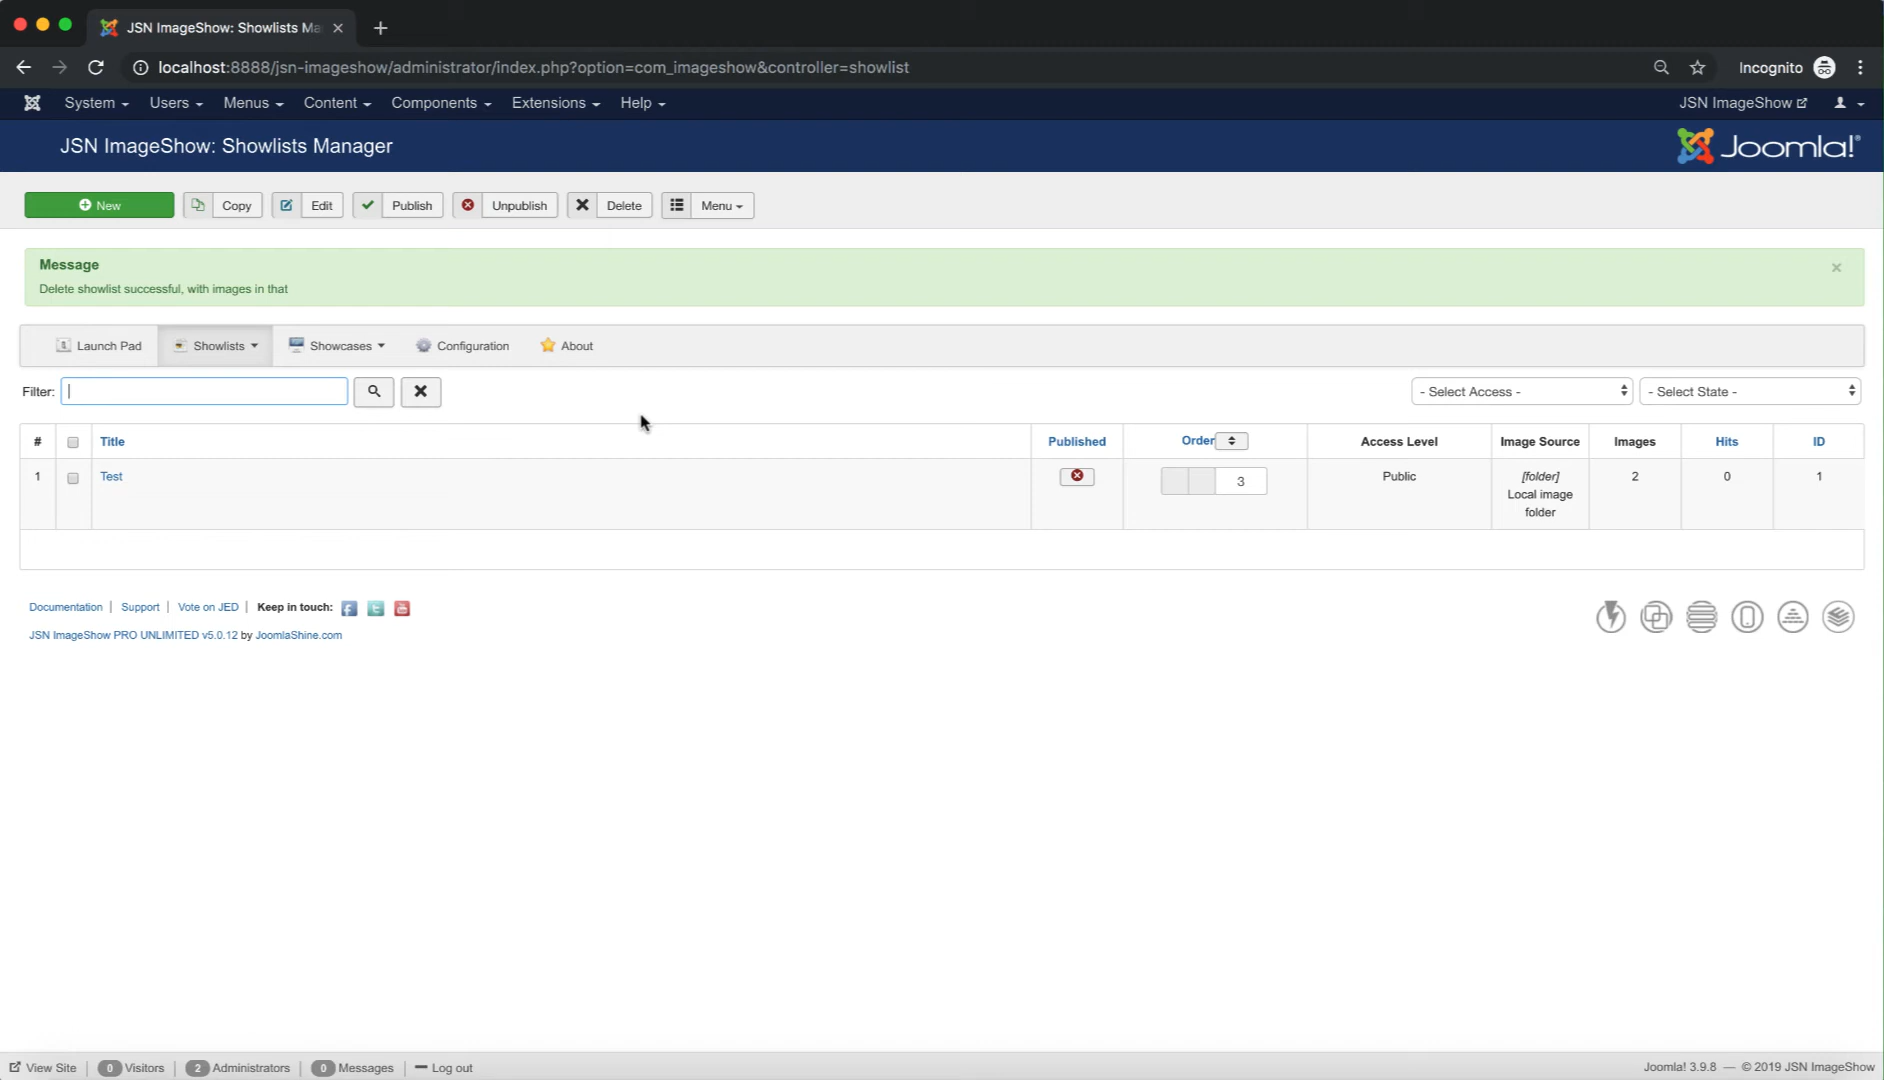 JSN ImageShow: Showlists Ma
localhost:8888/jsn-imageshow/administrator/index.php?option=com_imageshow&controller=showlist
Incognito
System Users Menus Content Components Extensions Help
JSN ImageShow
JSN ImageShow: Showlists Manager
Joomla!®
New Copy Edit Publish Unpublish Delete Menu
Message
Delete showlist successful, with images in that
Launch Pad Showlists Showcases Configuration About
Filter:
- Select Access - - Select State -
# Title Published Order Access Level Image Source Images Hits ID
1 Test 3 Public [folder] 2 0 1
Local image
folder
Documentation | Support | Vote on JED | Keep in touch:
JSN ImageShow PRO UNLIMITED v5.0.12 by JoomlaShine.com
View Site | 0 Visitors | 2 Administrators | 0 Messages | Log out
Joomla! 3.9.8 — © 2019 JSN ImageShow